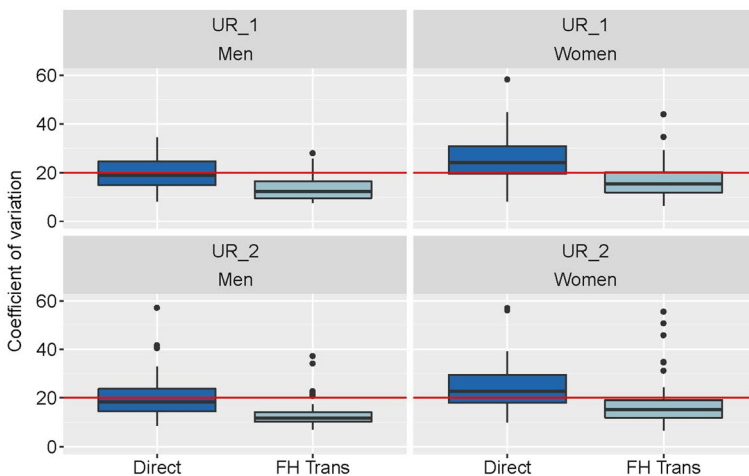 UR_1
Men
UR_1
Women
60
40
20
0
UR_2
Men
UR_2
Women
60
40
20
0
Coefficient of variation
Direct
FH Trans
Direct
FH Trans